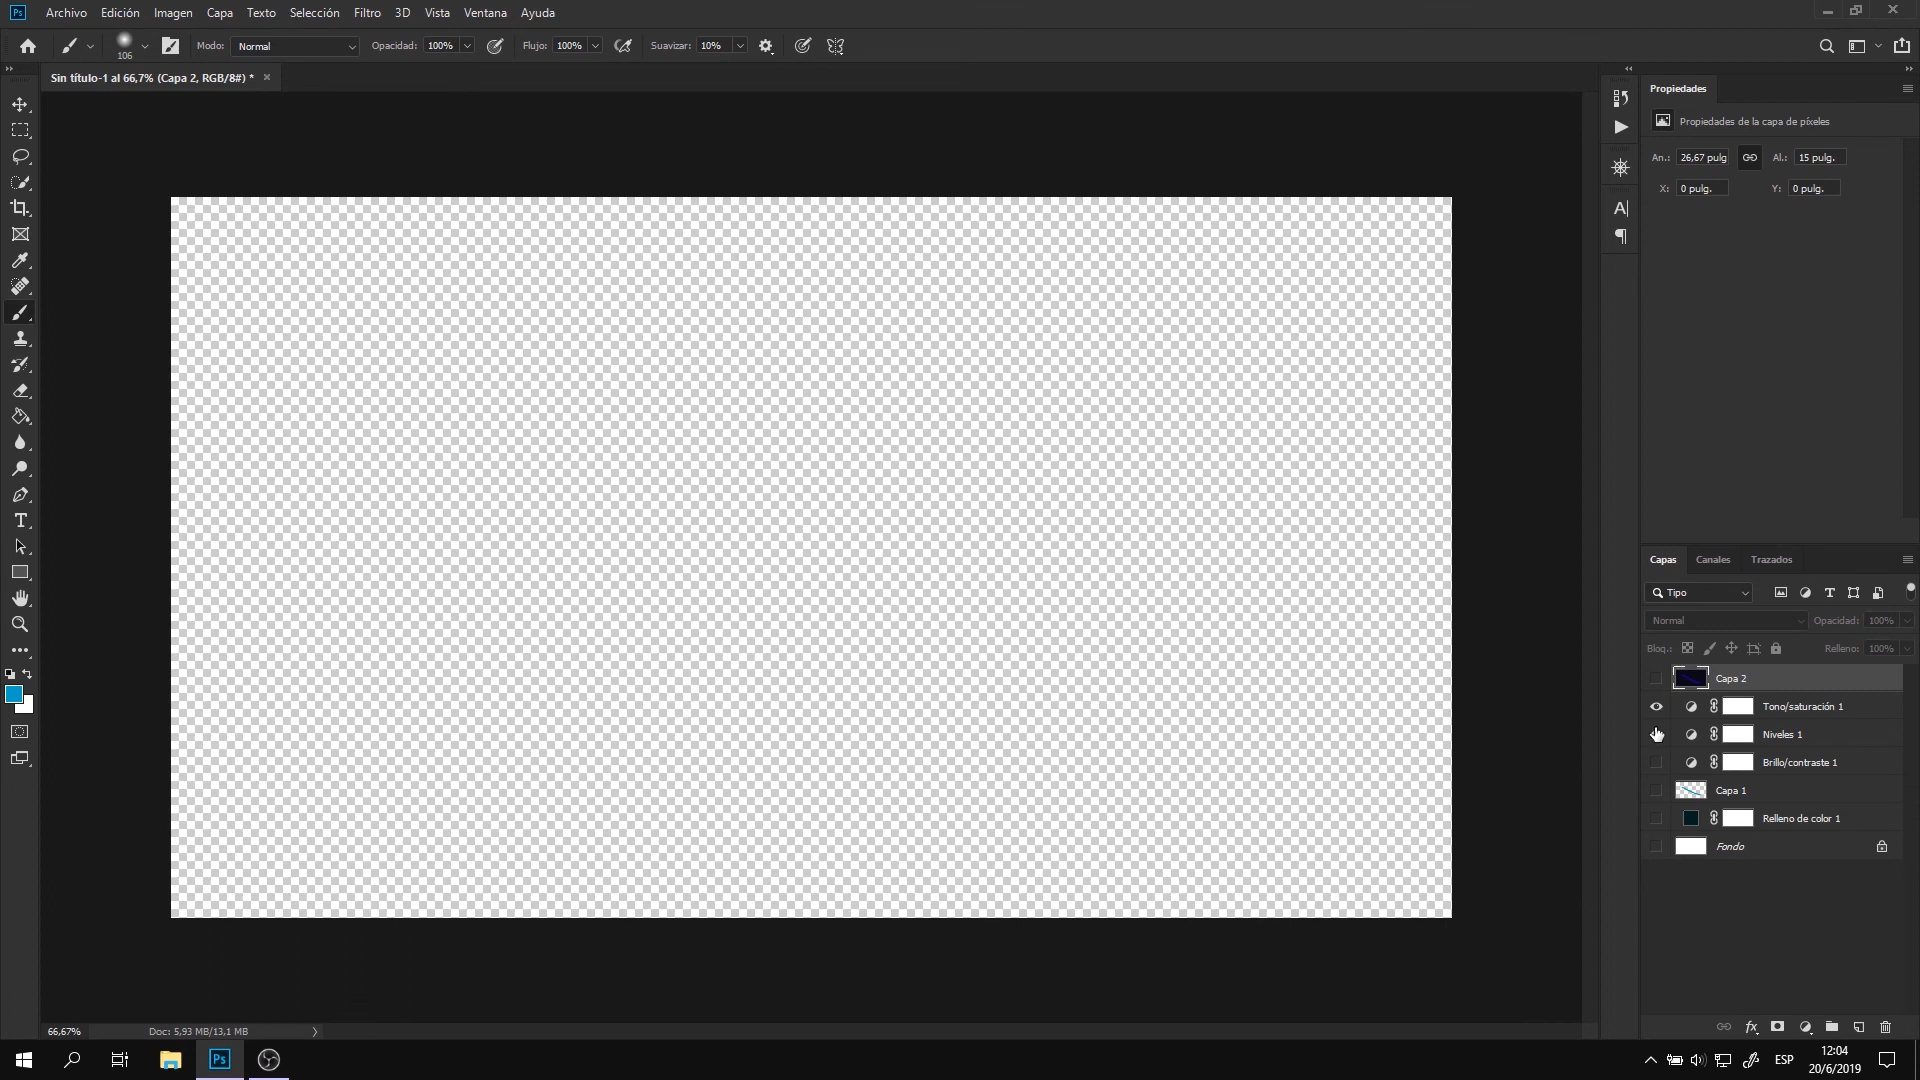 Ps Archivo Edición Imagen Capa Texto Selección Filtro 3D Vista Ventana Ayuda
106 Modo: Normal Opacidad: 100% Flujo: 100% Suavizar: 10%
Sin título-1 al 66,7% (Capa 2, RGB/8#) *
Propiedades
Propiedades de la capa de píxeles
An.: 26,67 pulg Al.: 15 pulg.
X: 0 pulg. Y: 0 pulg.
Capas Canales Trazados
Tipo
Normal Opacidad: 100%
Bloq.: Relleno: 100%
Capa 2
Tono/saturación 1
Niveles 1
Brillo/contraste 1
Capa 1
Relleno de color 1
Fondo
66,67% Doc: 5,93 MB/13,1 MB
Ps
ESP
12:04
20/6/2019